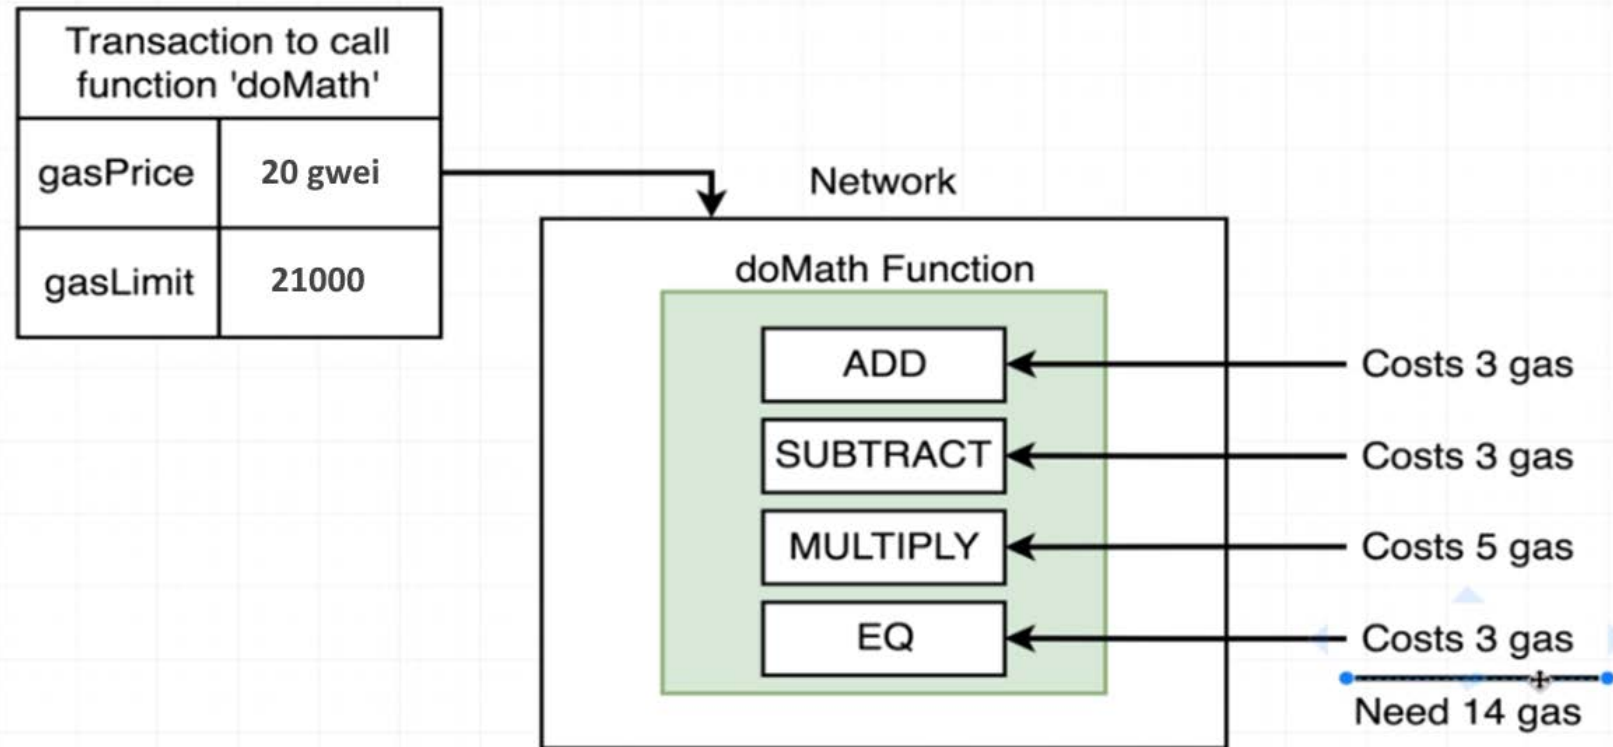 Transaction to call
function 'doMath'
gasPrice
20 gwei
gasLimit
21000
Network
doMath Function
ADD
Costs 3 gas
SUBTRACT
Costs 3 gas
MULTIPLY
Costs 5 gas
EQ
Costs 3 gas
Need 14 gas